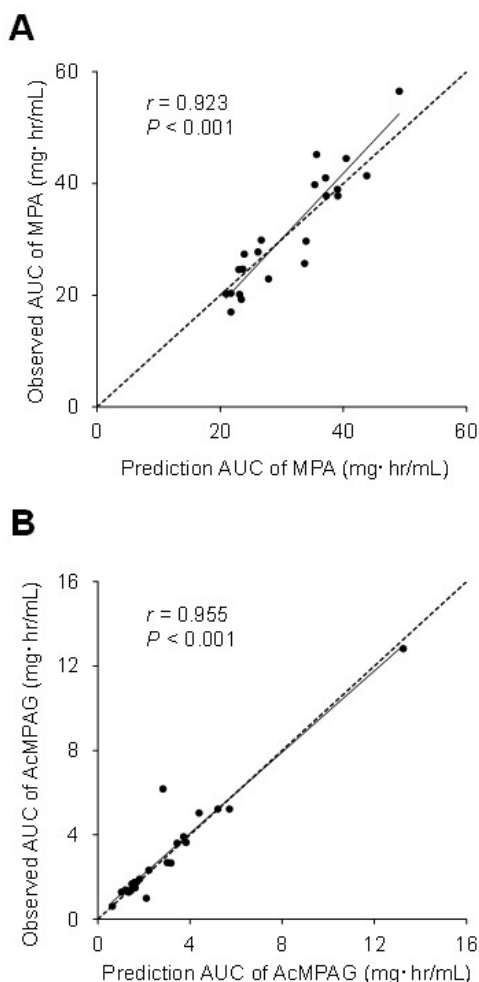 A
60
r = 0.923
P < 0.001
40
20
0
Observed AUC of MPA (mg· hr/mL)
0 20 40 60
Prediction AUC of MPA (mg· hr/mL)
B
16
r = 0.955
P < 0.001
12
8
4
0
Observed AUC of AcMPAG (mg· hr/mL)
0 4 8 12 16
Prediction AUC of AcMPAG (mg· hr/mL)